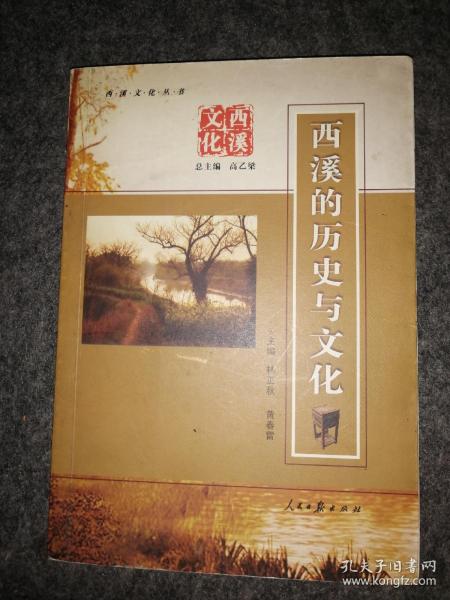 西·溪·文·化·丛·书
西溪
文化
总主编 高乙梁
西溪的历史与文化
主编 林正秋 黄春雷
人民日报出版社
孔夫子旧书网
www.kongfz.com